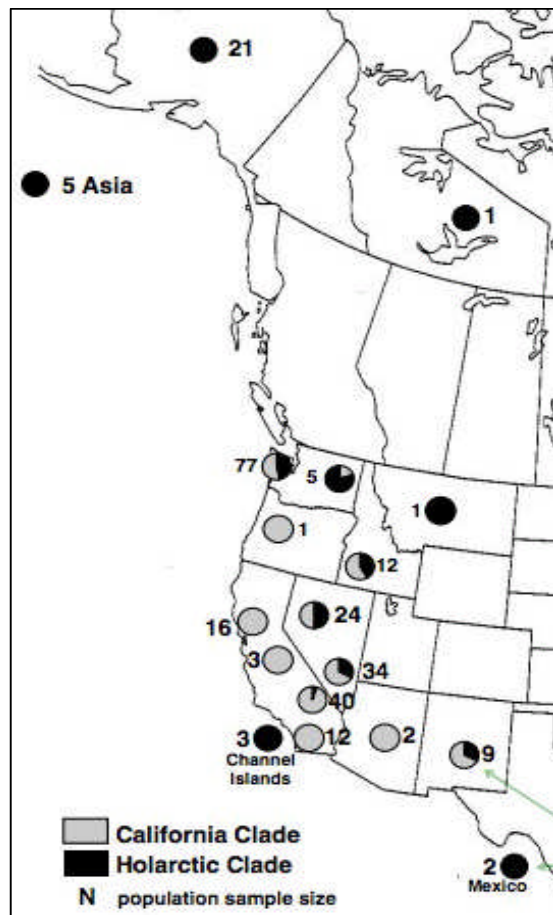 21
5 Asia
1
77
5
1
1
12
16
24
3
34
40
3
12
2
9
Channel
Islands
California Clade
Holarctic Clade
2
Mexico
N population sample size